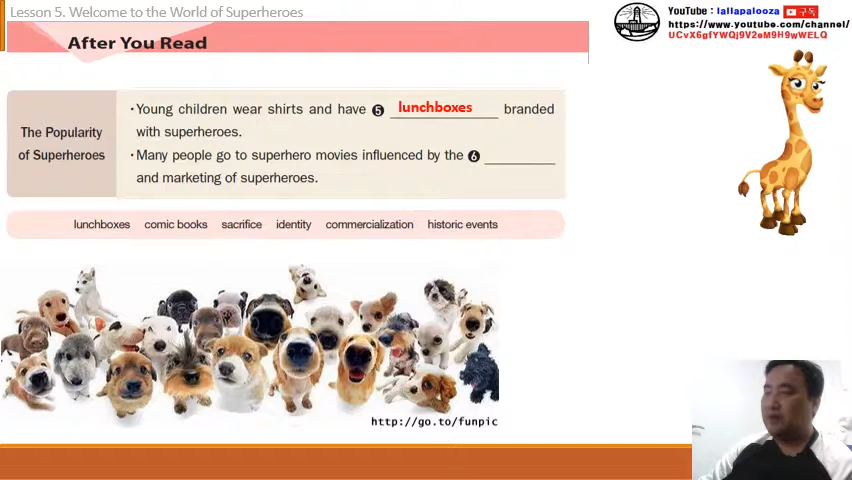 Lesson 5. Welcome to the World of Superheroes
After You Read
YouTube : lallapalooza 구독
https://www.youtube.com/channel/
UCvX6gfYWQj9V2eM9H9wWELQ
The Popularity
of Superheroes
·Young children wear shirts and have ❺ lunchboxes branded
with superheroes.
·Many people go to superhero movies influenced by the ❻ ________
and marketing of superheroes.
lunchboxes comic books sacrifice identity commercialization historic events
http://go.to/funpic